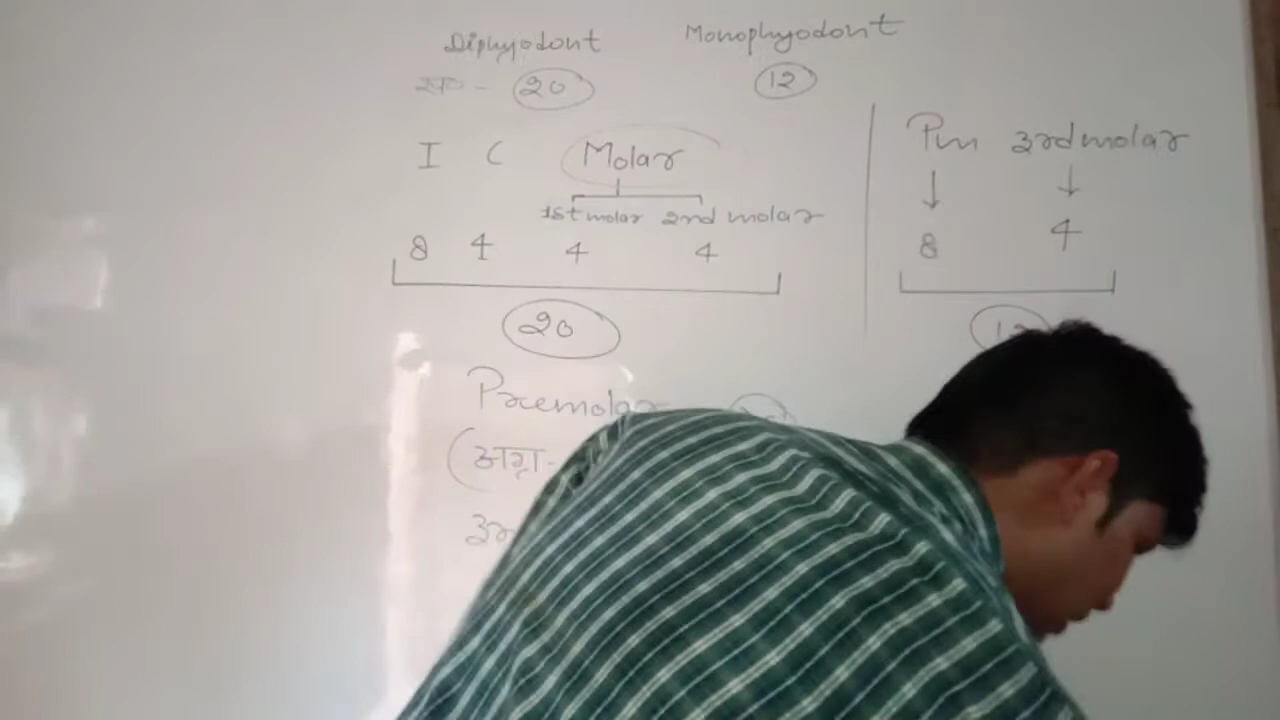 Diphyodont Monophyodont
20 12
I C Molar Pm 3rd molar
1st molar 2nd molar
8 4 4 4 8 4
20
Premolar
(अग्र-